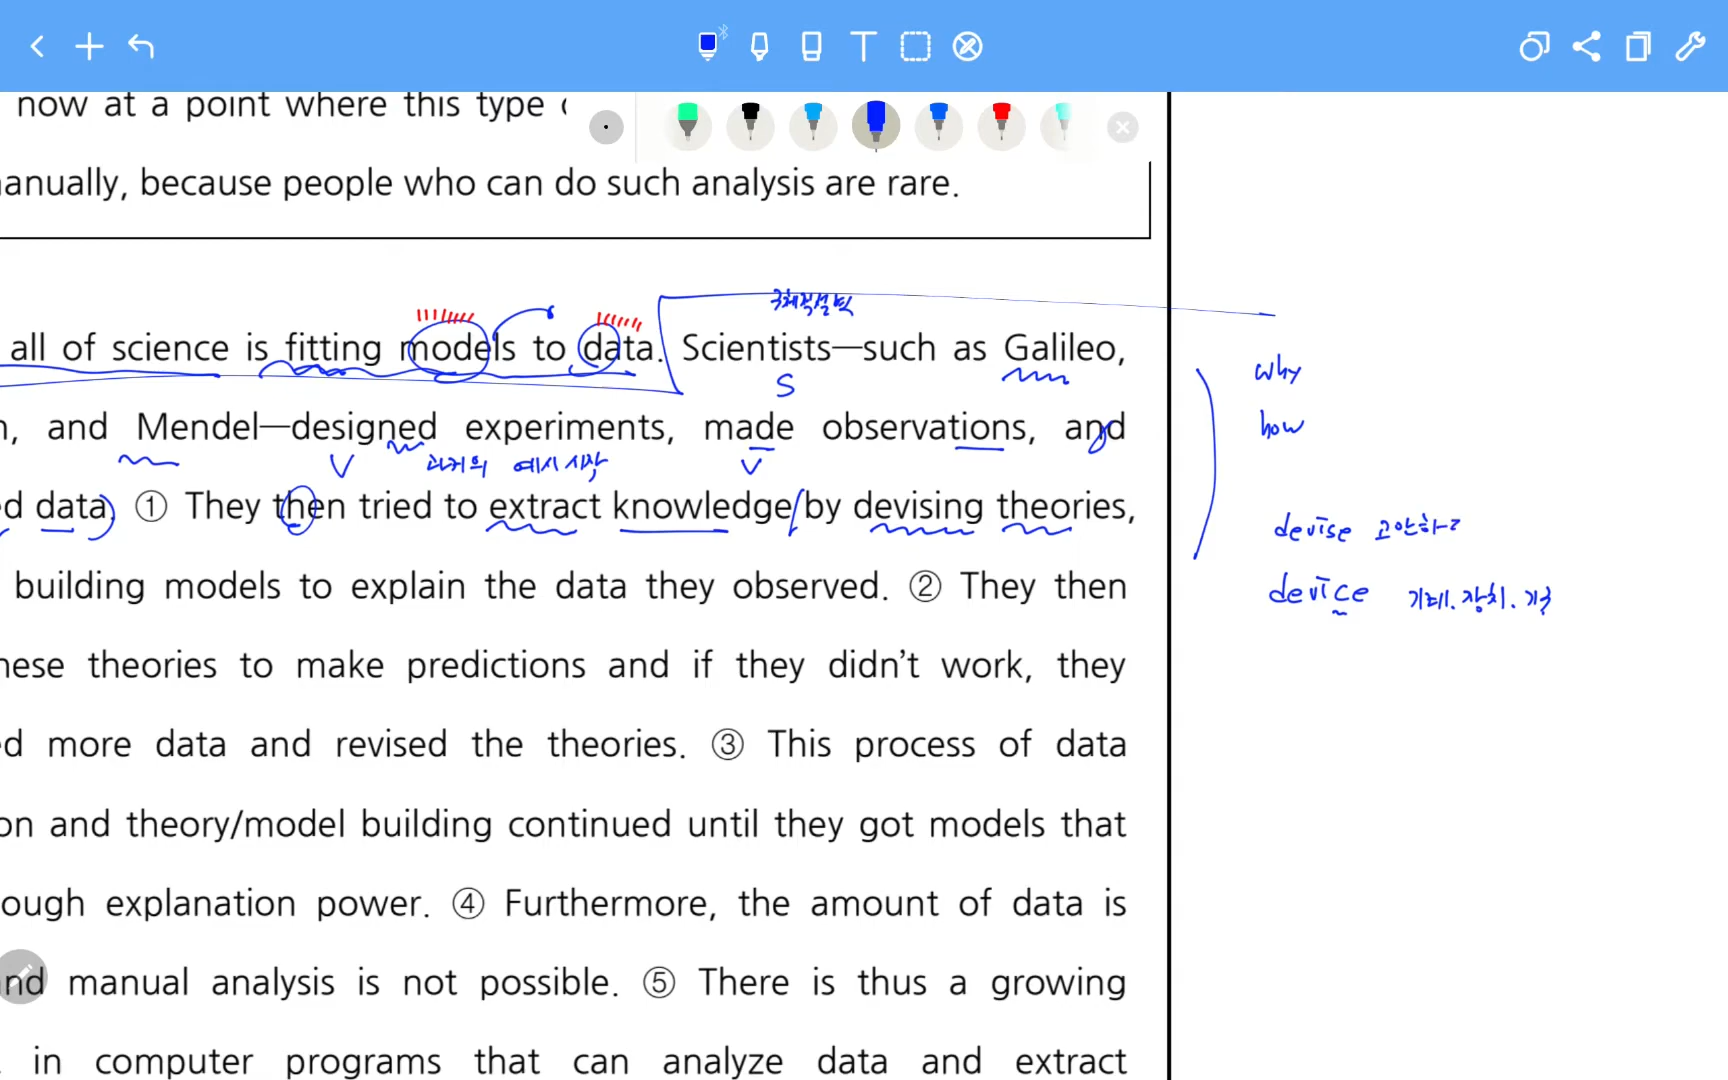 now at a point where this type
anually, because people who can do such analysis are rare.
구체적 설명
all of science is fitting models to data. Scientists—such as Galileo,
S
why
and Mendel—designed experiments, made observations, and
how
V 과거의 예시 시작 V
ed data. ① They then tried to extract knowledge by devising theories,
devise 고안하다
building models to explain the data they observed. ② They then
device 기계. 장치. 기구
hese theories to make predictions and if they didn’t work, they
ed more data and revised the theories. ③ This process of data
on and theory/model building continued until they got models that
ough explanation power. ④ Furthermore, the amount of data is
nd manual analysis is not possible. ⑤ There is thus a growing
in computer programs that can analyze data and extract